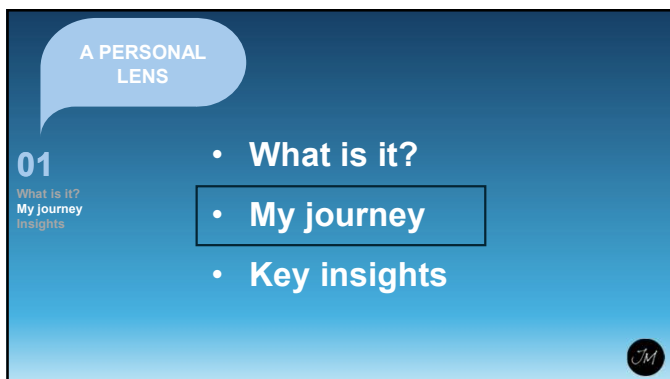 A PERSONAL
LENS
01
What is it?
My journey
Insights
• What is it?
• My journey
• Key insights
JM